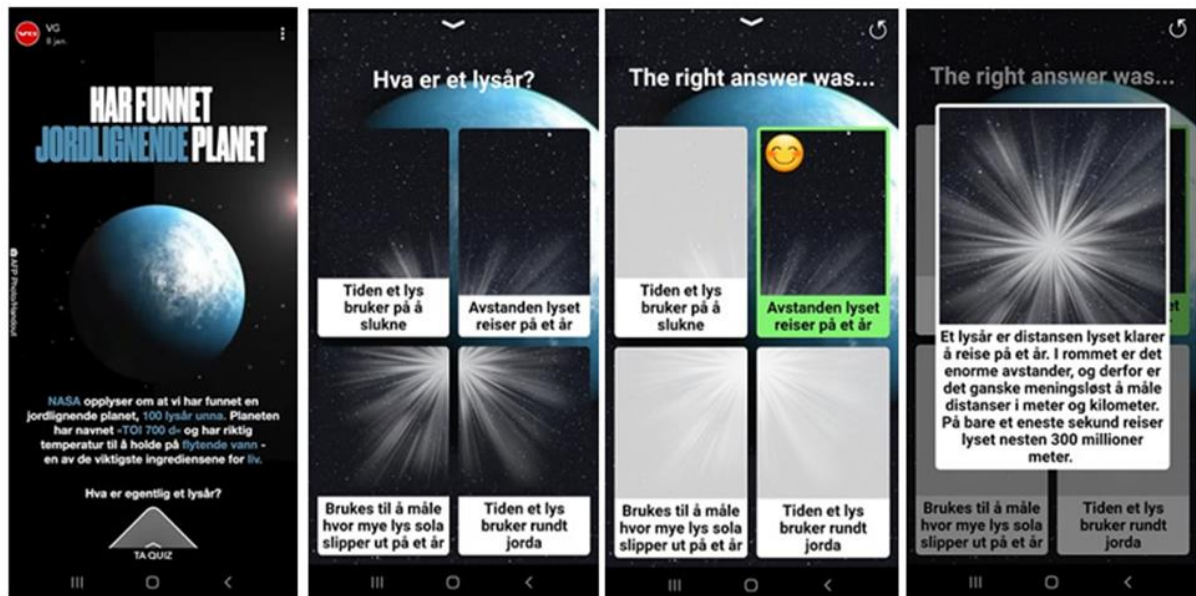 VG
VG
8 jan.
HAR FUNNET
JORDLIGNENDE PLANET
NASA opplyser om at vi har funnet en
jordlignende planet, 100 lysår unna. Planeten
har navnet «TOI 700 d» og har riktig
temperatur til å holde på flytende vann -
en av de viktigste ingrediensene for liv.
Hva er egentlig et lysår?
TA QUIZ
Hva er et lysår?
Tiden et lys
bruker på å
slukne
Avstanden lyset
reiser på et år
Brukes til å måle
hvor mye lys sola
slipper ut på et år
Tiden et lys
bruker rundt
jorda
The right answer was...
Tiden et lys
bruker på å
slukne
Avstanden lyset
reiser på et år
Brukes til å måle
hvor mye lys sola
slipper ut på et år
Tiden et lys
bruker rundt
jorda
The right answer was...
Et lysår er distansen lyset klarer
å reise på et år. I rommet er det
enorme avstander, og derfor er
det ganske meningsløst å måle
distanser i meter og kilometer.
På bare et eneste sekund reiser
lyset nesten 300 millioner
meter.
et
Brukes til å måle
hvor mye lys sola
slipper ut på et år
Tiden et lys
bruker rundt
jorda